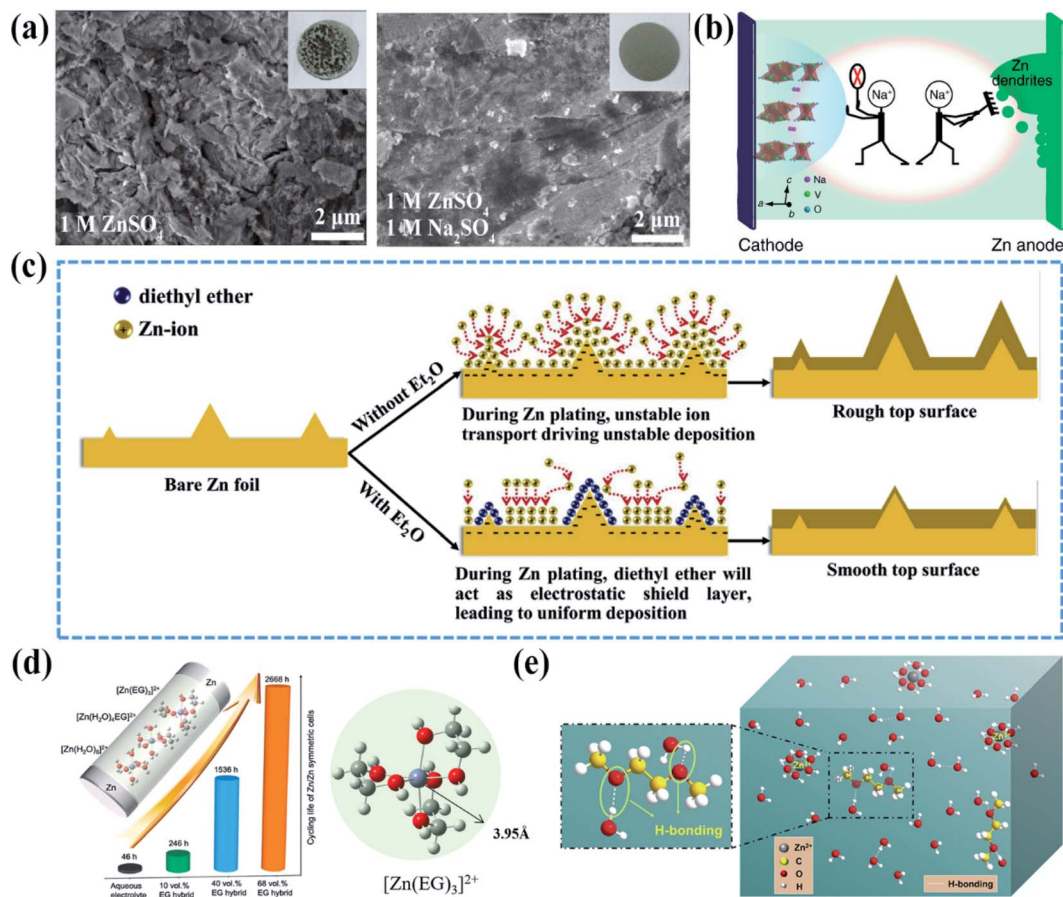 (a)
1 M ZnSO4
2 µm
1 M ZnSO4
1 M Na2SO4
2 µm
(b)
Zn
dendrites
Na+
Na+
c
a
b
Na
V
O
Cathode
Zn anode
(c)
diethyl ether
Zn-ion
Bare Zn foil
Without Et2O
With Et2O
During Zn plating, unstable ion
transport driving unstable deposition
Rough top surface
During Zn plating, diethyl ether will
act as electrostatic shield layer,
leading to uniform deposition
Smooth top surface
(d)
[Zn(EG)3]2+
[Zn(H2O)4EG]2+
[Zn(H2O)6]2+
Zn
Zn
46 h
246 h
1536 h
2668 h
Aqueous
electrolyte
10 vol.%
EG hybrid
40 vol.%
EG hybrid
68 vol.%
EG hybrid
Cycling life of Zn/Zn symmetric cells
3.95Å
[Zn(EG)3]2+
(e)
H-bonding
Zn2+
C
O
H
H-bonding